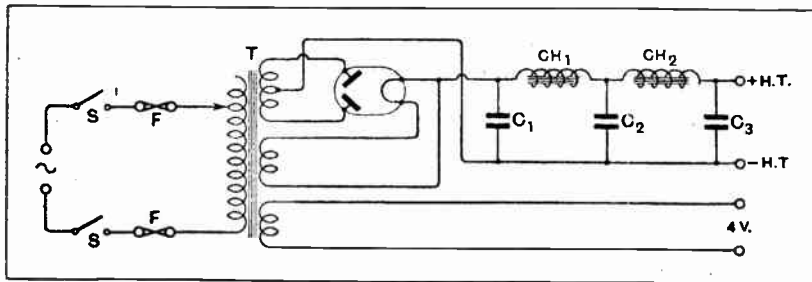 T
CH₁
CH₂
+H.T.
S
F
C₁
C₂
C₃
−H.T
~
S
F
4 V.